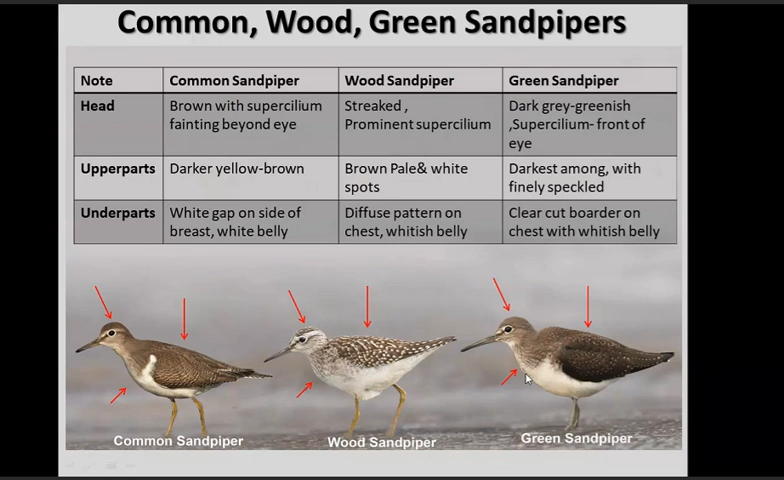 Common, Wood, Green Sandpipers
Note Common Sandpiper Wood Sandpiper Green Sandpiper
Head Brown with supercilium Streaked , Dark grey-greenish
fainting beyond eye Prominent supercilium ,Supercilium- front of
eye
Upperparts Darker yellow-brown Brown Pale& white Darkest among, with
spots finely speckled
Underparts White gap on side of Diffuse pattern on Clear cut boarder on
breast, white belly chest, whitish belly chest with whitish belly
Common Sandpiper Wood Sandpiper Green Sandpiper